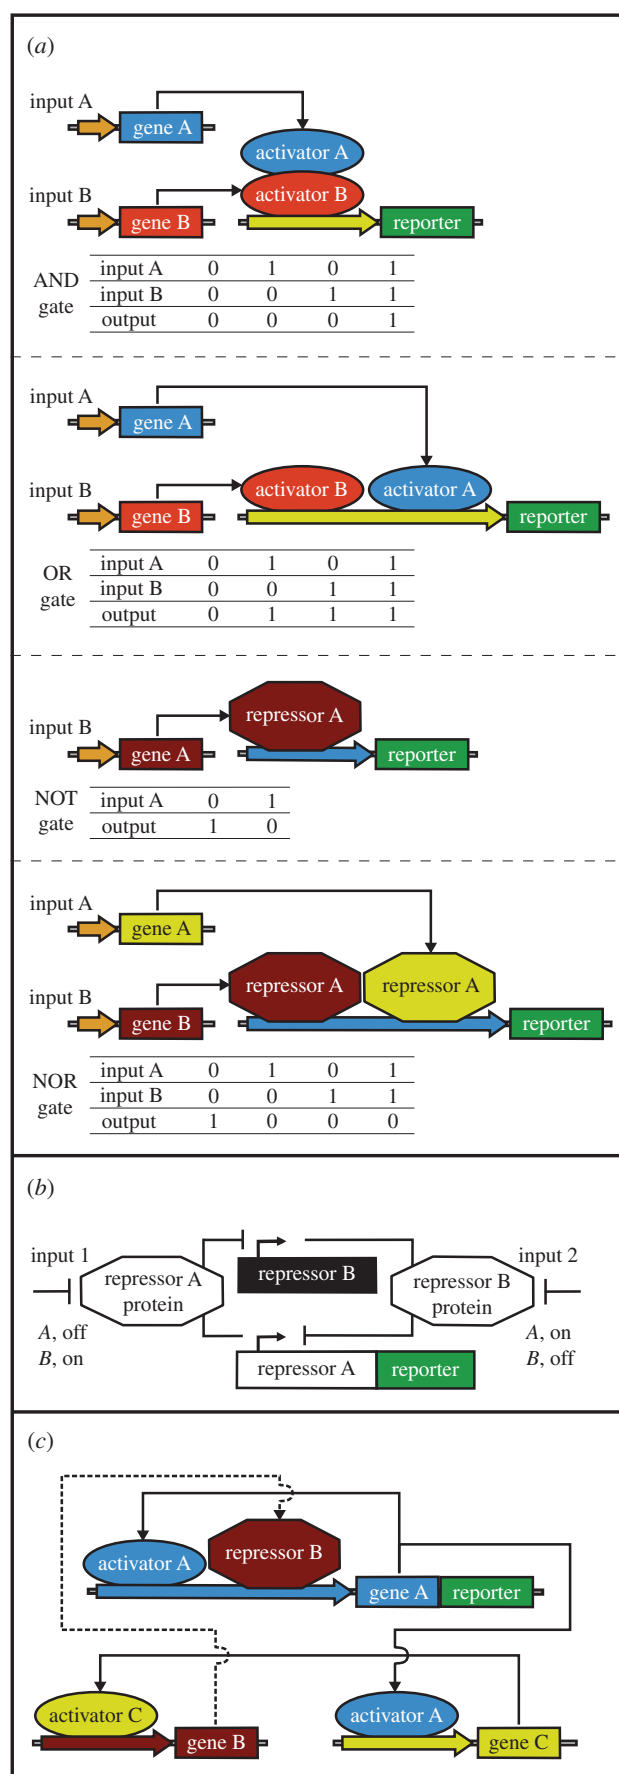 (a)
input A
gene A
activator A
input B
gene B
activator B
reporter
AND gate
input A 0 1 0 1
input B 0 0 1 1
output 0 0 0 1
input A
gene A
input B
gene B
activator B
activator A
reporter
OR gate
input A 0 1 0 1
input B 0 0 1 1
output 0 1 1 1
input B
gene A
repressor A
reporter
NOT gate
input A 0 1
output 1 0
input A
gene A
input B
gene B
repressor A
repressor A
reporter
NOR gate
input A 0 1 0 1
input B 0 0 1 1
output 1 0 0 0
(b)
input 1
repressor A
protein
A, off
B, on
repressor B
repressor A
reporter
repressor B
protein
input 2
A, on
B, off
(c)
activator A
repressor B
gene A
reporter
activator C
gene B
activator A
gene C